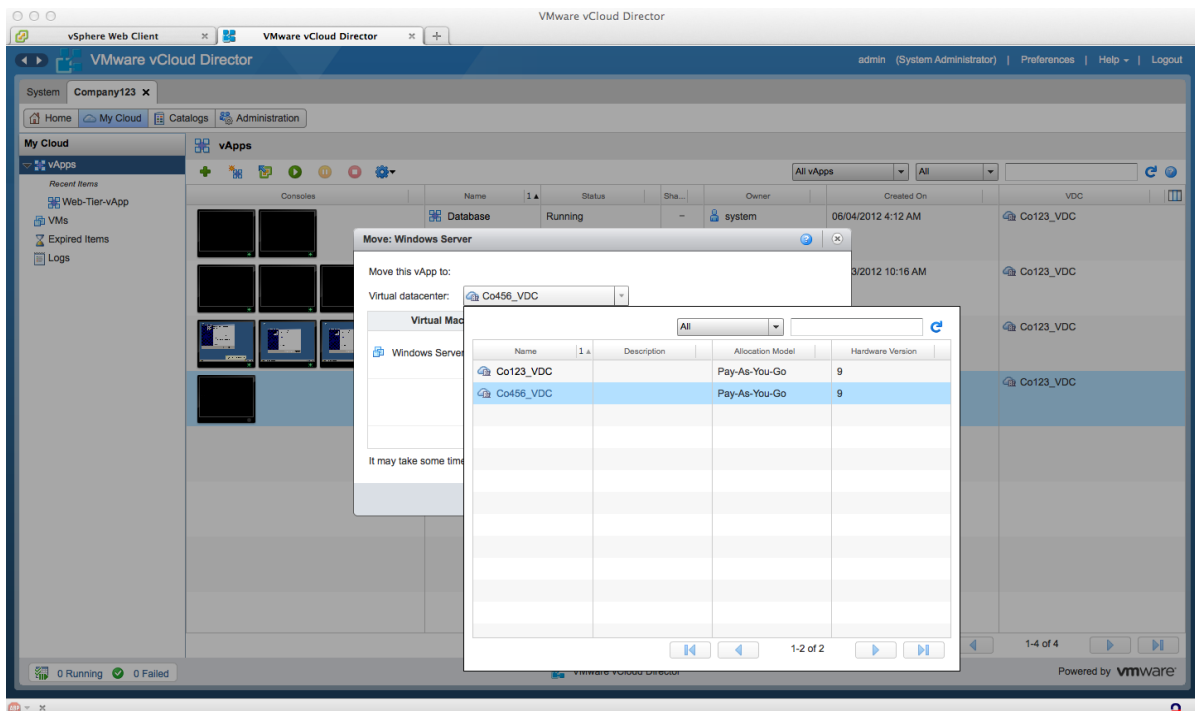 VMware vCloud Director
vSphere Web Client
VMware vCloud Director
VMware vCloud Director
admin (System Administrator) | Preferences | Help | Logout
System
Company123
Home
My Cloud
Catalogs
Administration
My Cloud
vApps
vApps
Recent Items
Web-Tier-vApp
VMs
Expired Items
Logs
All vApps
All
Consoles Name 1 Status Sha... Owner Created On VDC
Database Running - system 06/04/2012 4:12 AM Co123_VDC
3/2012 10:16 AM Co123_VDC
Co123_VDC
Co123_VDC
Move: Windows Server
Move this vApp to:
Virtual datacenter: Co456_VDC
Virtual Mac
Windows Server
It may take some time
All
Name 1 Description Allocation Model Hardware Version
Co123_VDC Pay-As-You-Go 9
Co456_VDC Pay-As-You-Go 9
1-2 of 2
1-4 of 4
0 Running 0 Failed
VMware vCloud Director
Powered by vmware